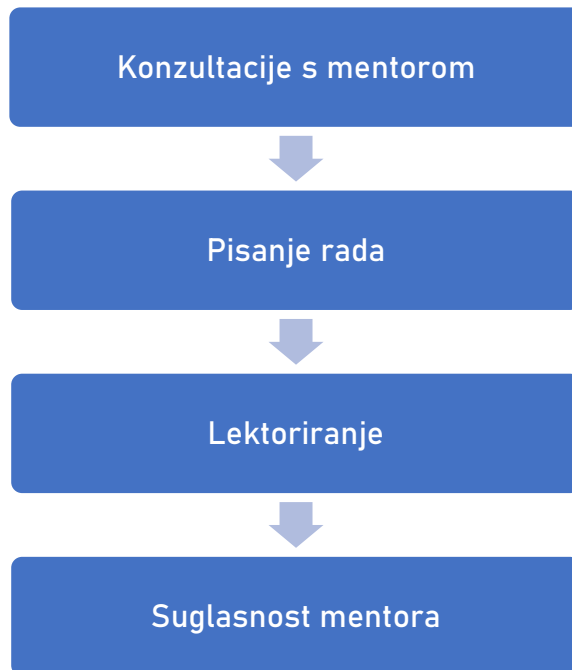 Konzultacije s mentorom
Pisanje rada
Lektoriranje
Suglasnost mentora